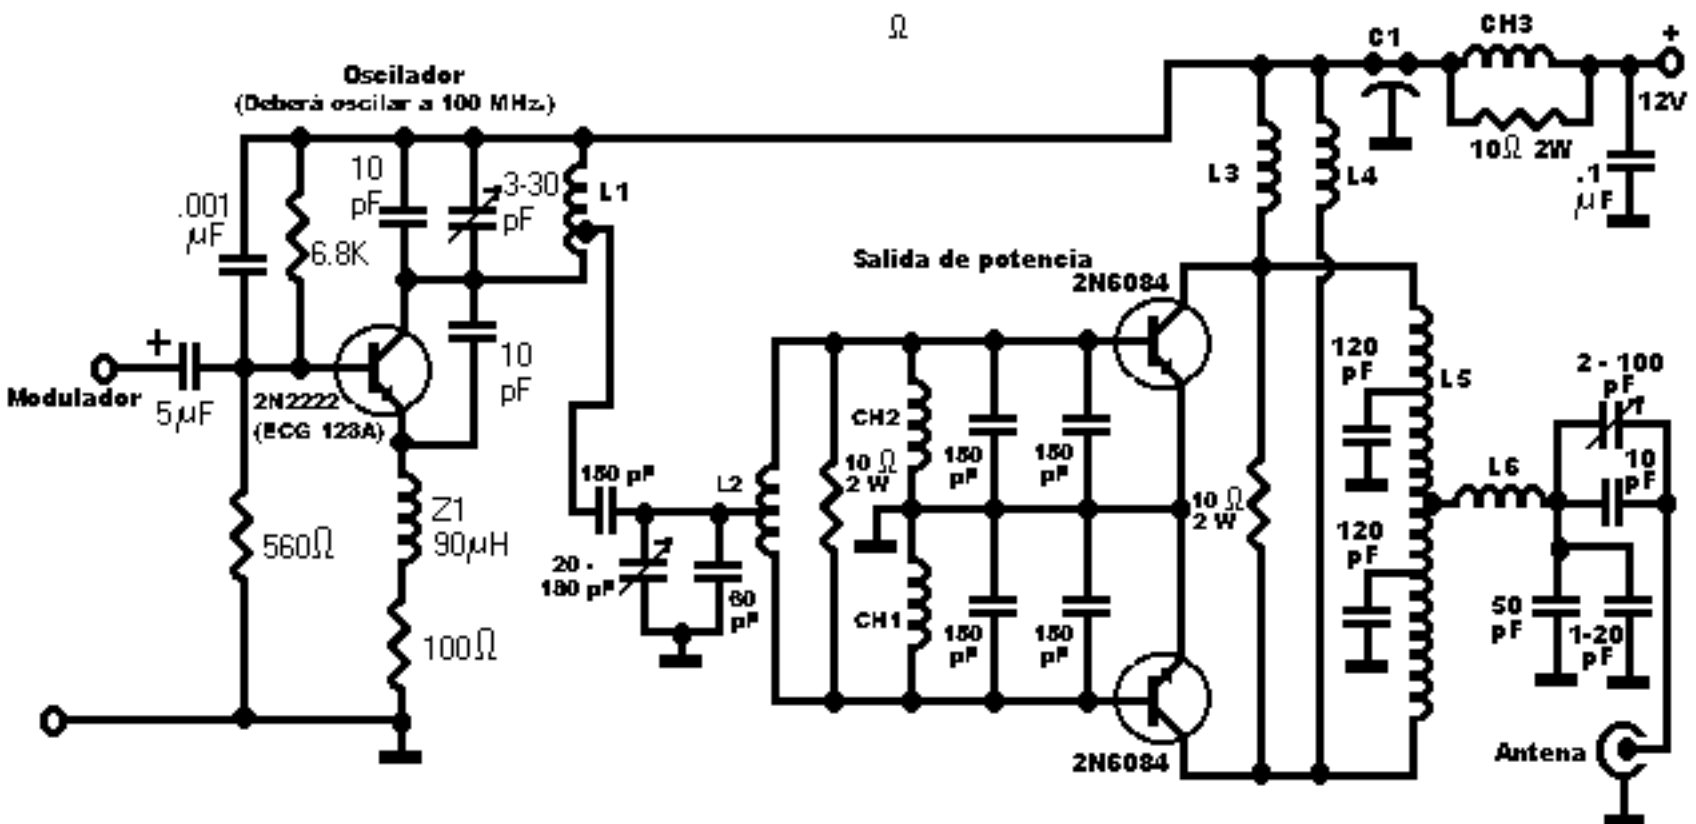 Ω
CH3
C1
+
12V
10Ω 2W
.1
µF
Oscilador
(Deberá oscilar a 100 MHz.)
10
pF
3-30
pF
L1
.001
µF
6.8K
L3
L4
Salida de potencia
2N6084
+
Modulador
5µF
2N2222
(ECG 123A)
10
pF
120
pF
L5
2 - 100
pF
CH2
10 Ω
2 W
180
pF
180
pF
180 pF
L2
10 Ω
2 W
L6
10
pF
Z1
90µH
560Ω
20 -
180 pF
60
pF
CH1
180
pF
180
pF
120
pF
50
pF
1-20
pF
100Ω
2N6084
Antena